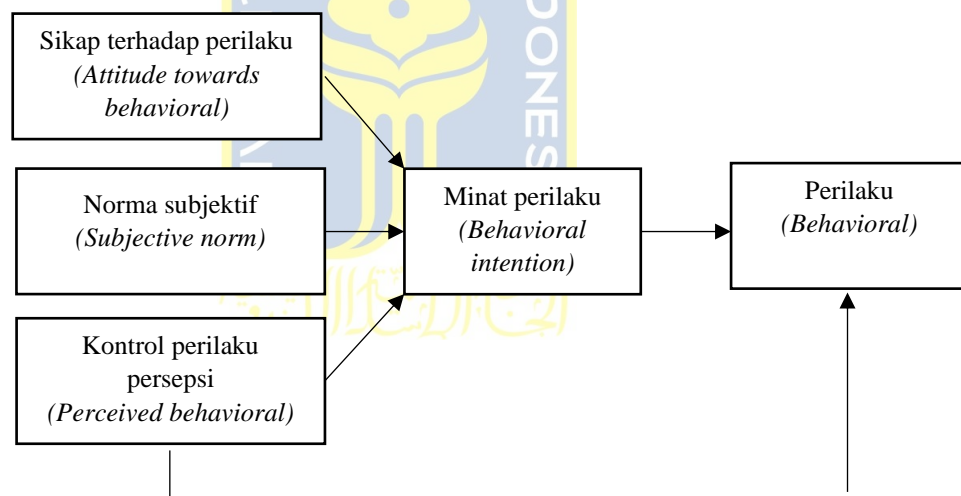 Sikap terhadap perilaku
(Attitude towards
behavioral)
Norma subjektif
(Subjective norm)
Kontrol perilaku
persepsi
(Perceived behavioral)
Minat perilaku
(Behavioral
intention)
Perilaku
(Behavioral)
DONES